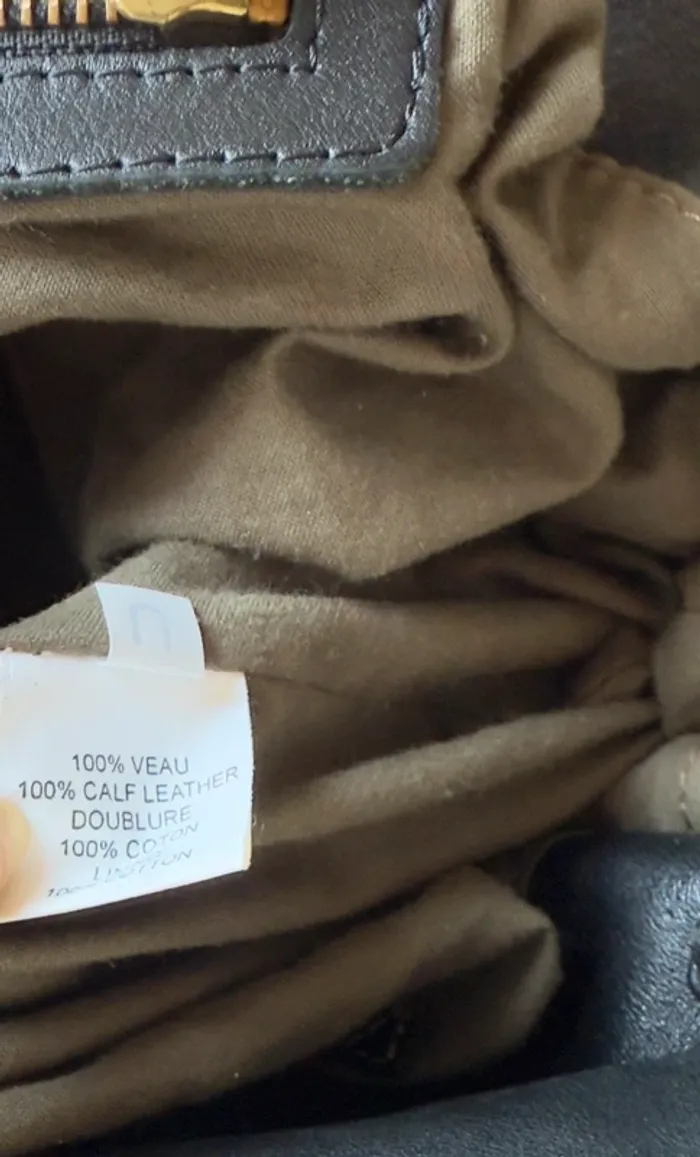 100% VEAU
100% CALF LEATHER
DOUBLURE
100% COTON